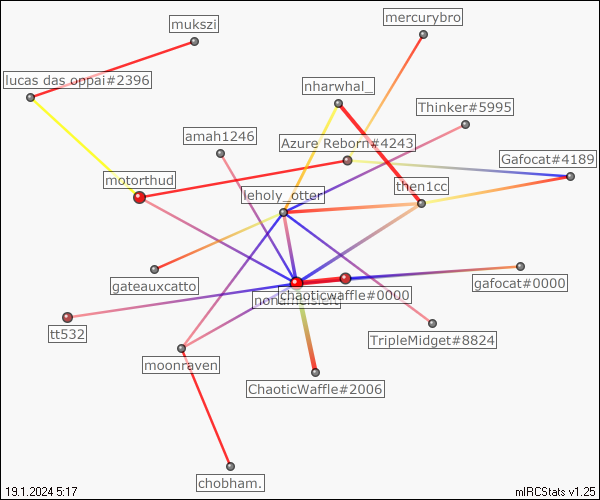 mercurybro
mukszi
lucas das oppai#2396
nharwhal_
Thinker#5995
amah1246
Azure Reborn#4243
Gafocat#4189
motorthud
then1cc
leholy_otter
gateauxcatto
gafocat#0000
chaoticwaffle#0000
tt532
TripleMidget#8824
moonraven
ChaoticWaffle#2006
chobham.
19.1.2024 5:17
mIRCStats v1.25